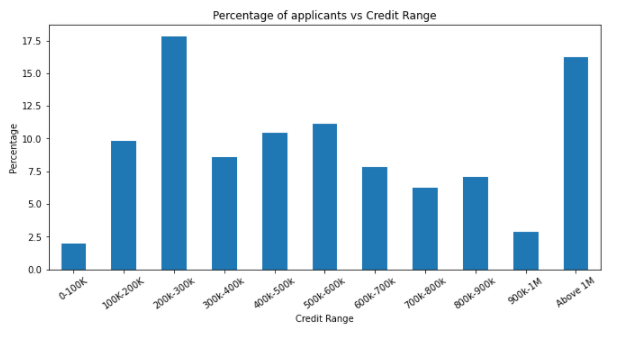 Percentage of applicants vs Credit Range
Percentage
17.5
15.0
12.5
10.0
7.5
5.0
2.5
0.0
0-100K
100K-200K
200k-300k
300k-400k
400k-500k
500k-600k
600k-700k
700k-800k
800k-900k
900k-1M
Above 1M
Credit Range